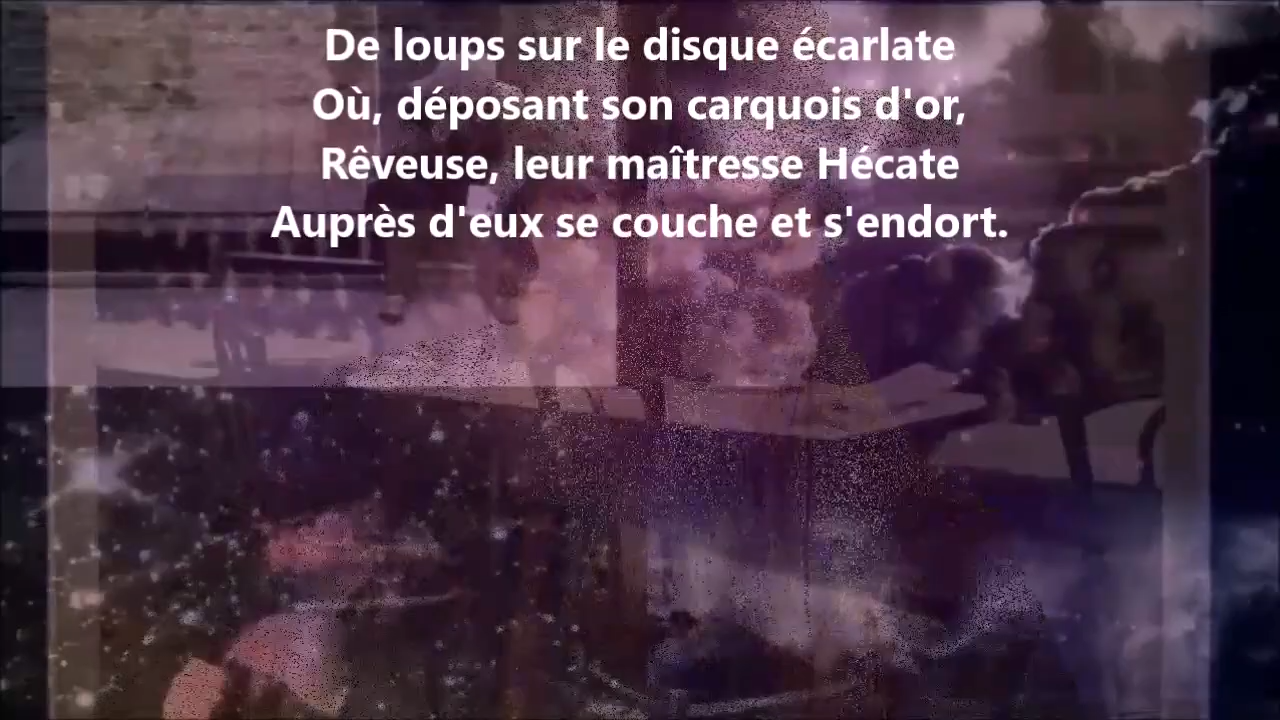 De loups sur le disque écarlate
Où, déposant son carquois d'or,
Rêveuse, leur maîtresse Hécate
Auprès d'eux se couche et s'endort.